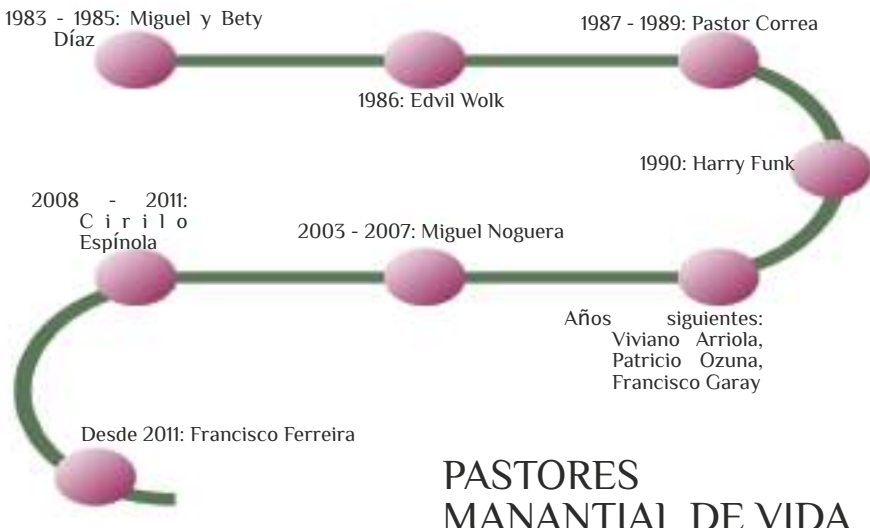 1983 - 1985: Miguel y Bety
Díaz
1986: Edvil Wolk
1987 - 1989: Pastor Correa
1990: Harry Funk
Años siguientes:
Viviano Arriola,
Patricio Ozuna,
Francisco Garay
2003 - 2007: Miguel Noguera
2008 - 2011:
Cirilo
Espínola
Desde 2011: Francisco Ferreira
PASTORES
MANANTIAL DE VIDA